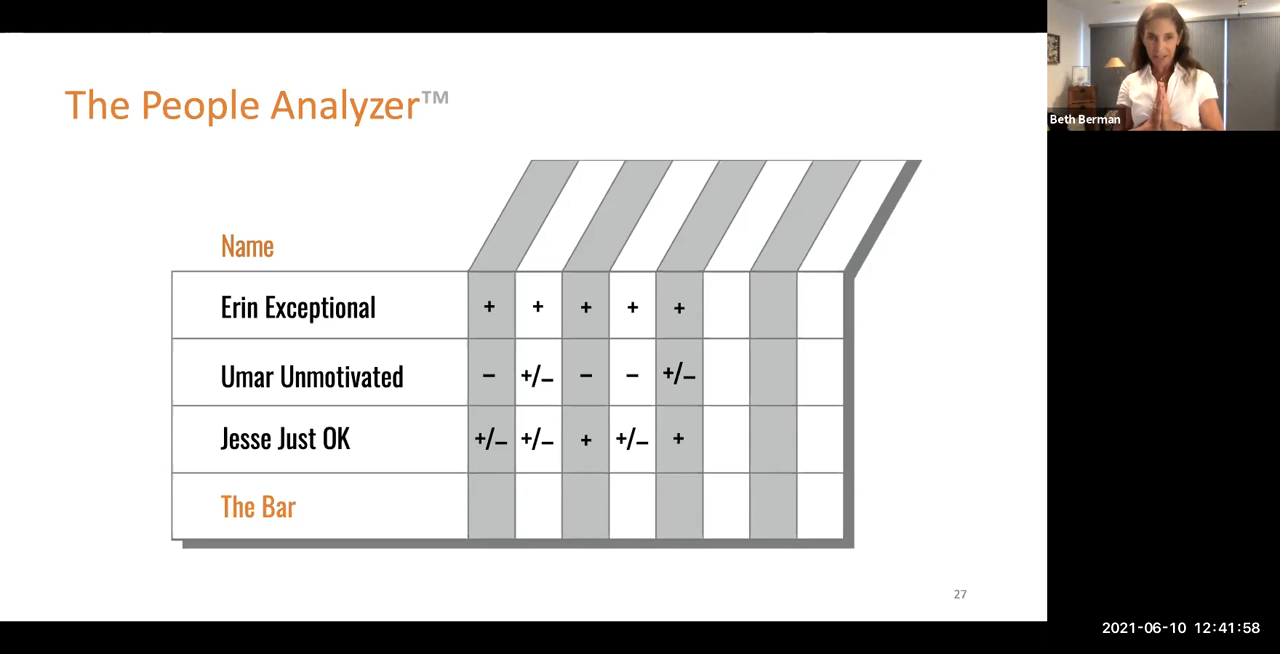 The People Analyzer™
Beth Berman
Name
Erin Exceptional + + + + +
Umar Unmotivated – +/– – – +/–
Jesse Just OK +/– +/– + +/– +
The Bar
27
2021-06-10 12:41:58